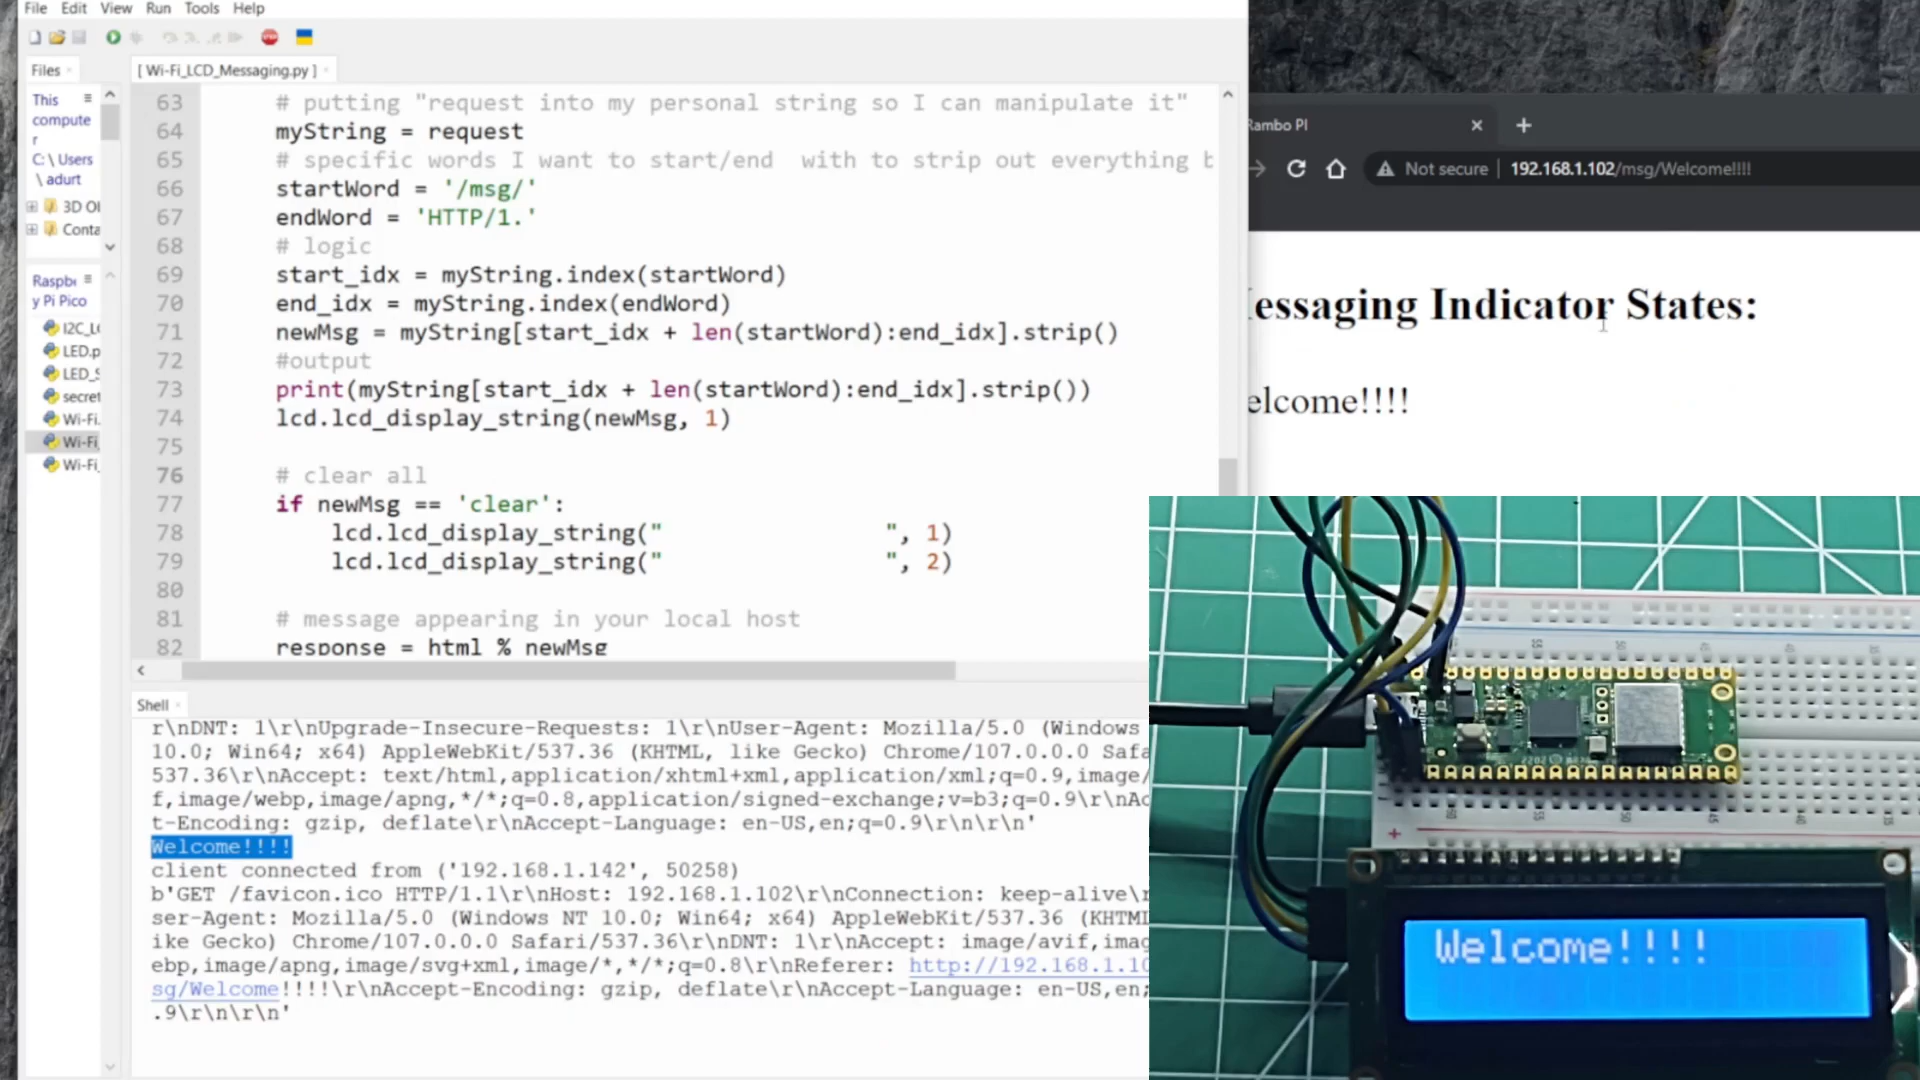 File Edit View Run Tools Help
Files
[ Wi-Fi_LCD_Messaging.py ]
This
compute
r
C: \ Users
\ adurt
3D Ol
Conta
Raspbe
y Pi Pico
I2C_L(
LED.p
LED_S
secret
Wi-Fi.
Wi-Fi_
Wi-Fi_
63 # putting "request into my personal string so I can manipulate it"
64 myString = request
65 # specific words I want to start/end  with to strip out everything b
66 startWord = '/msg/'
67 endWord = 'HTTP/1.'
68 # logic
69 start_idx = myString.index(startWord)
70 end_idx = myString.index(endWord)
71 newMsg = myString[start_idx + len(startWord):end_idx].strip()
72 #output
73 print(myString[start_idx + len(startWord):end_idx].strip())
74 lcd.lcd_display_string(newMsg, 1)
75
76 # clear all
77 if newMsg == 'clear':
78 lcd.lcd_display_string("                ", 1)
79 lcd.lcd_display_string("                ", 2)
80
81 # message appearing in your local host
82 response = html % newMsg
Shell
r\nDNT: 1\r\nUpgrade-Insecure-Requests: 1\r\nUser-Agent: Mozilla/5.0 (Windows
10.0; Win64; x64) AppleWebKit/537.36 (KHTML, like Gecko) Chrome/107.0.0.0 Safa
537.36\r\nAccept: text/html,application/xhtml+xml,application/xml;q=0.9,image/
f,image/webp,image/apng,*/*;q=0.8,application/signed-exchange;v=b3;q=0.9\r\nAc
t-Encoding: gzip, deflate\r\nAccept-Language: en-US,en;q=0.9\r\n\r\n'
Welcome!!!!
client connected from ('192.168.1.142', 50258)
b'GET /favicon.ico HTTP/1.1\r\nHost: 192.168.1.102\r\nConnection: keep-alive\r
ser-Agent: Mozilla/5.0 (Windows NT 10.0; Win64; x64) AppleWebKit/537.36 (KHTML
ike Gecko) Chrome/107.0.0.0 Safari/537.36\r\nDNT: 1\r\nAccept: image/avif,imag
ebp,image/apng,image/svg+xml,image/*,*/*;q=0.8\r\nReferer: http://192.168.1.10
sg/Welcome!!!!\r\nAccept-Encoding: gzip, deflate\r\nAccept-Language: en-US,en;
.9\r\n\r\n'
Rambo PI
Not secure 192.168.1.102/msg/Welcome!!!!
essaging Indicator States:
elcome!!!!
Welcome!!!!